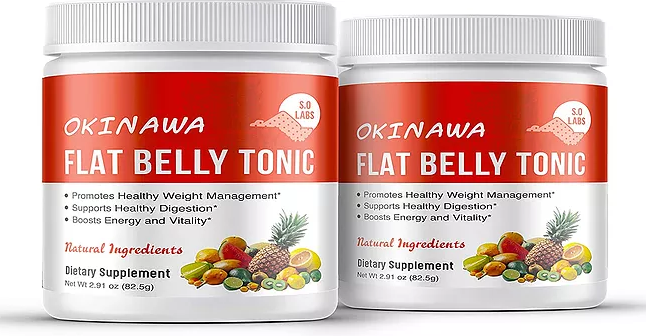 S.O
LABS
OKINAWA
FLAT BELLY TONIC
• Promotes Healthy Weight Management*
• Supports Healthy Digestion*
• Boosts Energy and Vitality*
Natural Ingredients
Dietary Supplement
Net Wt 2.91 oz (82.5g)
S.O
LABS
OKINAWA
FLAT BELLY TONIC
• Promotes Healthy Weight Management*
• Supports Healthy Digestion*
• Boosts Energy and Vitality*
Natural Ingredients
Dietary Supplement
Net Wt 2.91 oz (82.5g)